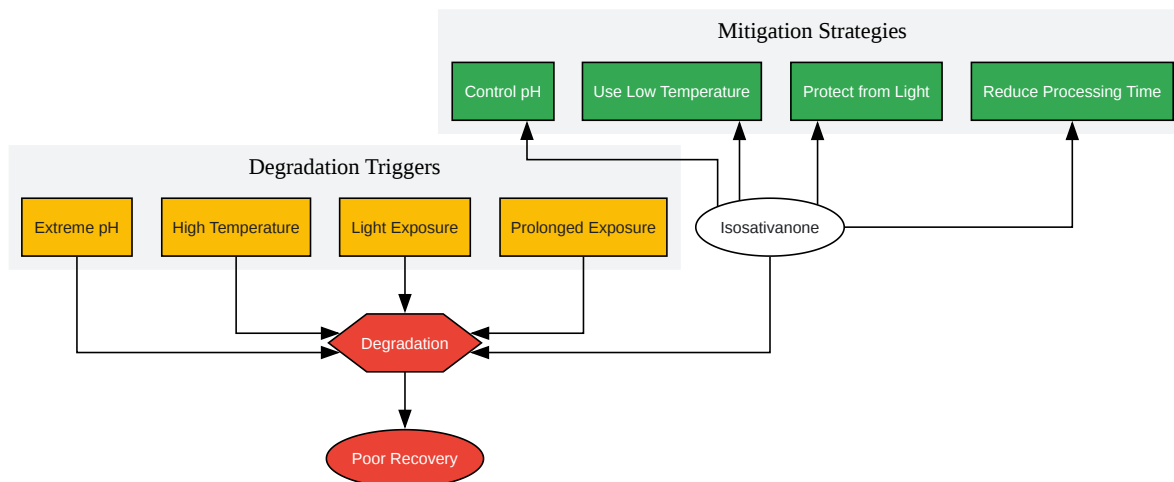 Mitigation Strategies
Control pH
Use Low Temperature
Protect from Light
Reduce Processing Time
Degradation Triggers
Extreme pH
High Temperature
Light Exposure
Prolonged Exposure
Isosativanone
Degradation
Poor Recovery